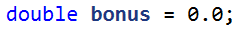 double bonus = 0.0;